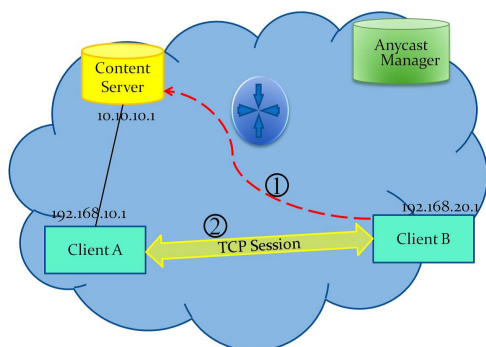 Content
Server
Anycast
Manager
10.10.10.1
①
192.168.10.1
192.168.20.1
②
Client A
TCP Session
Client B